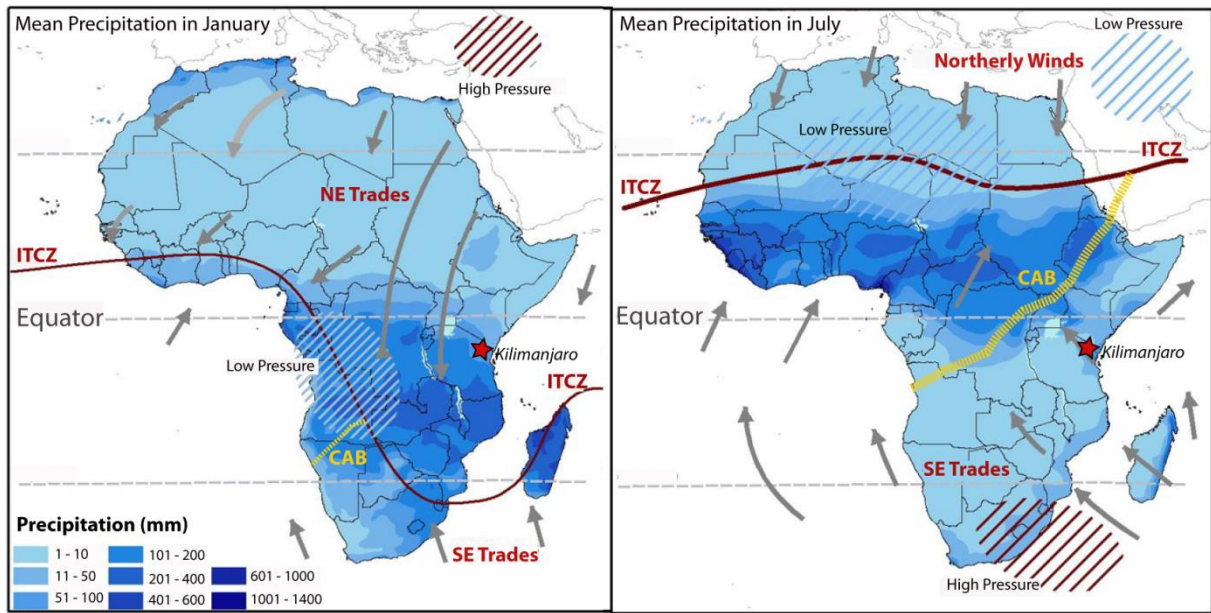 Mean Precipitation in January
High Pressure
NE Trades
ITCZ
Equator
Low Pressure
Kilimanjaro
ITCZ
CAB
SE Trades
Precipitation (mm)
1 - 10
11 - 50
51 - 100
101 - 200
201 - 400
401 - 600
601 - 1000
1001 - 1400
Mean Precipitation in July
Low Pressure
Northerly Winds
Low Pressure
ITCZ
ITCZ
CAB
Equator
Kilimanjaro
SE Trades
High Pressure